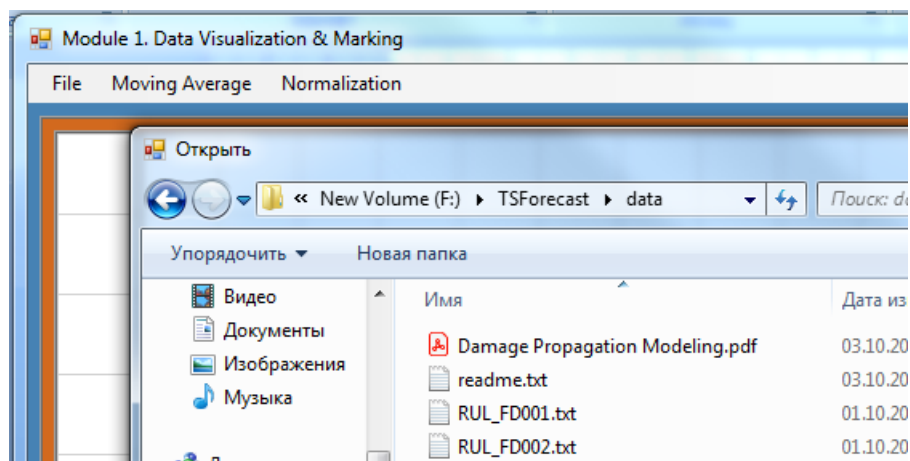 Module 1. Data Visualization & Marking
File Moving Average Normalization
Открыть
« New Volume (F:) TSForecast data
Поиск:
Упорядочить Новая папка
Видео
Документы
Изображения
Музыка
Имя Дата из
Damage Propagation Modeling.pdf 03.10.20
readme.txt 03.10.20
RUL_FD001.txt 01.10.20
RUL_FD002.txt 01.10.20